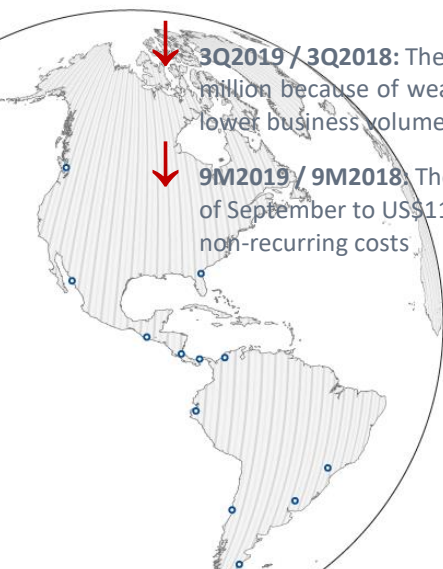 3Q2019 / 3Q2018: The
million because of wea
lower business volume
9M2019 / 9M2018: The
of September to US$11
non-recurring costs